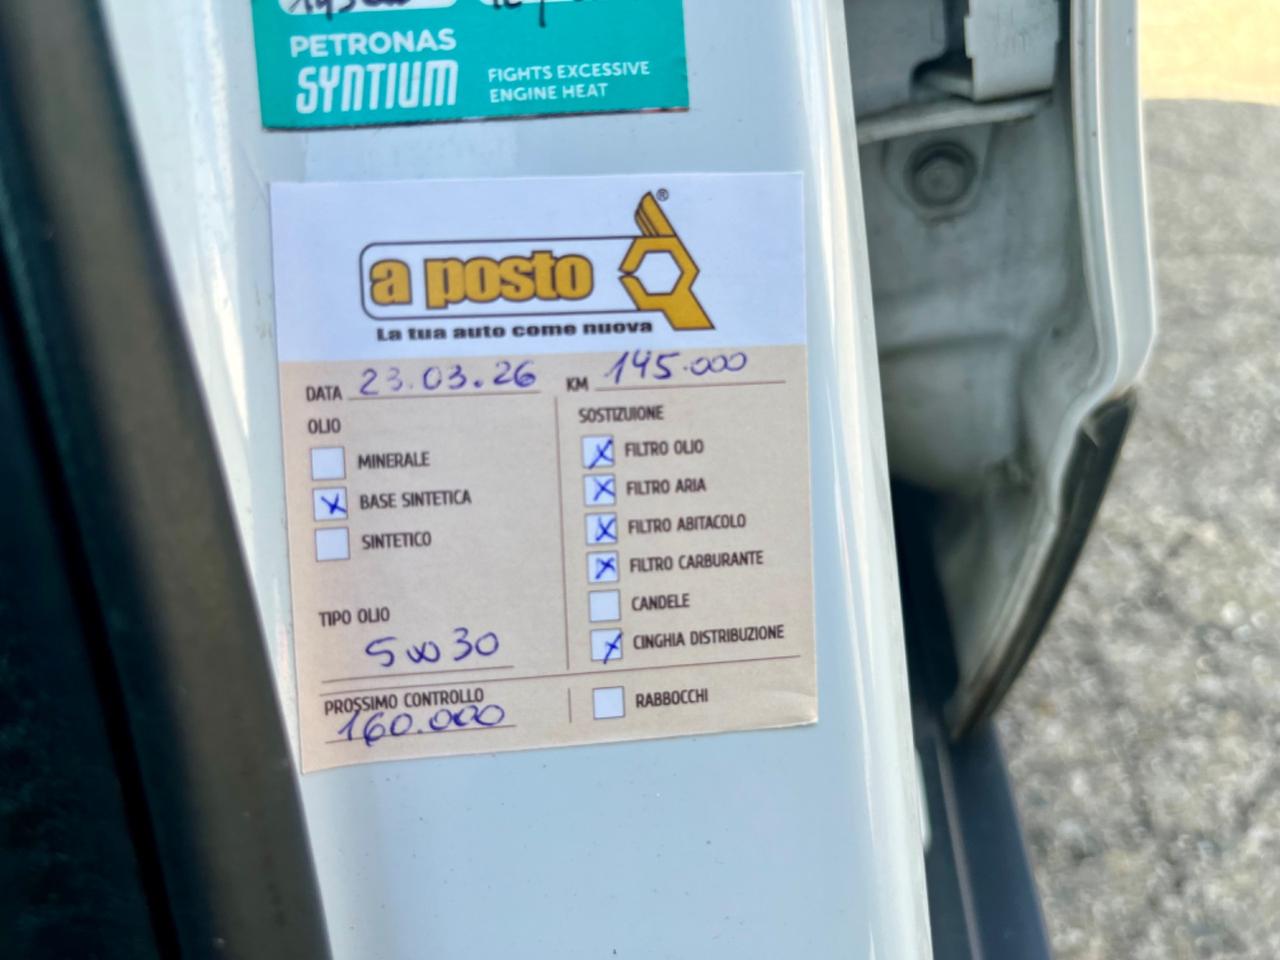 PETRONAS
SYNTIUM
FIGHTS EXCESSIVE
ENGINE HEAT
a posto ®
La tua auto come nuova
DATA 23.03.26 KM 145.000
OLIO
MINERALE
X BASE SINTETICA
SINTETICO
TIPO OLIO
5W30
PROSSIMO CONTROLLO
160.000
SOSTIZUIONE
X FILTRO OLIO
X FILTRO ARIA
X FILTRO ABITACOLO
X FILTRO CARBURANTE
CANDELE
X CINGHIA DISTRIBUZIONE
RABBOCCHI